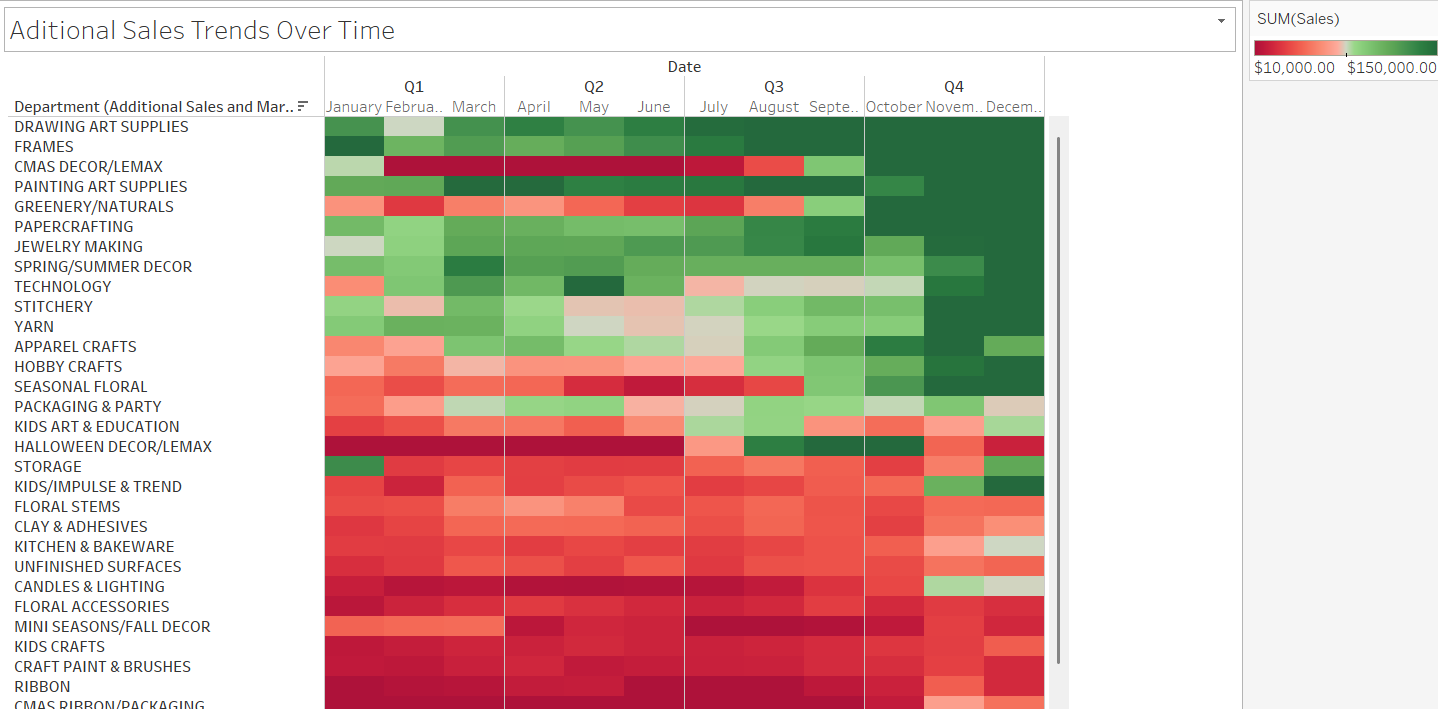 Aditional Sales Trends Over Time
SUM(Sales)
$10,000.00 $150,000.00
Date
Q1 Q2 Q3 Q4
Department (Additional Sales and Mar.. January Februa.. March April May June July August Septe.. October Novem.. Decem..
DRAWING ART SUPPLIES
FRAMES
CMAS DECOR/LEMAX
PAINTING ART SUPPLIES
GREENERY/NATURALS
PAPERCRAFTING
JEWELRY MAKING
SPRING/SUMMER DECOR
TECHNOLOGY
STITCHERY
YARN
APPAREL CRAFTS
HOBBY CRAFTS
SEASONAL FLORAL
PACKAGING & PARTY
KIDS ART & EDUCATION
HALLOWEEN DECOR/LEMAX
STORAGE
KIDS/IMPULSE & TREND
FLORAL STEMS
CLAY & ADHESIVES
KITCHEN & BAKEWARE
UNFINISHED SURFACES
CANDLES & LIGHTING
FLORAL ACCESSORIES
MINI SEASONS/FALL DECOR
KIDS CRAFTS
CRAFT PAINT & BRUSHES
RIBBON
CMAS RIBBON/PACKAGING